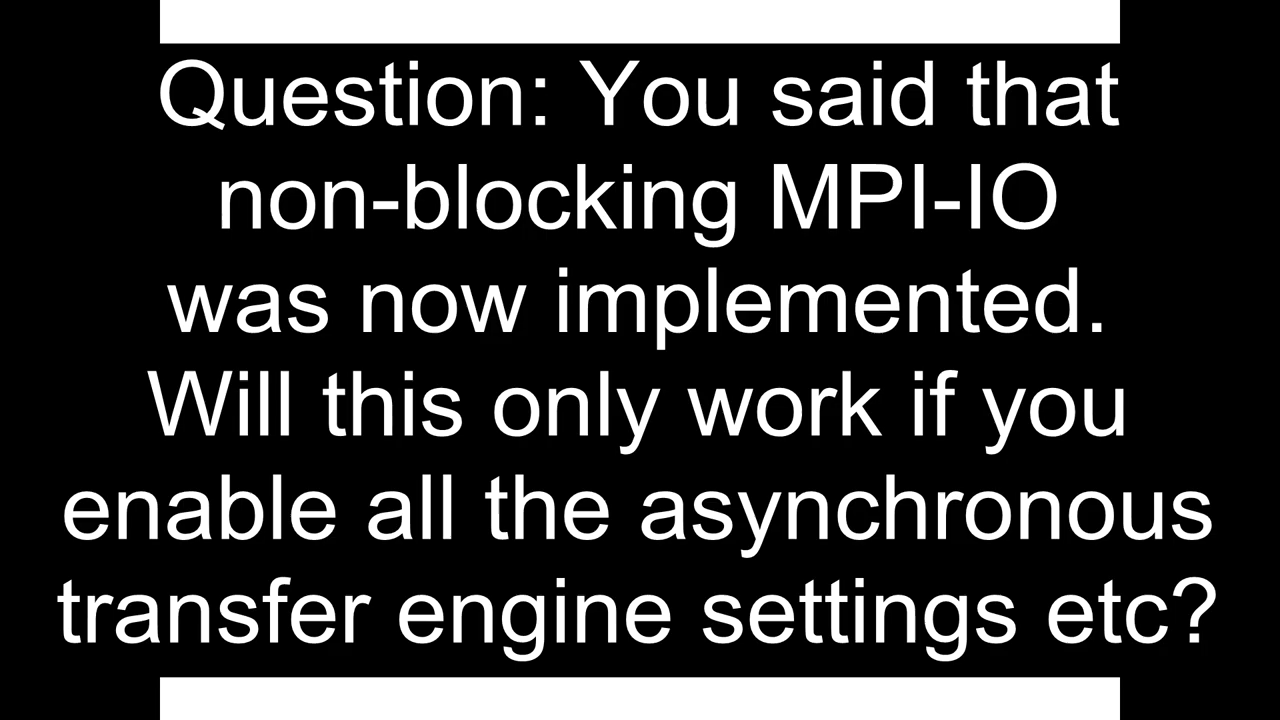 Question: You said that
non-blocking MPI-IO
was now implemented.
Will this only work if you
enable all the asynchronous
transfer engine settings etc?